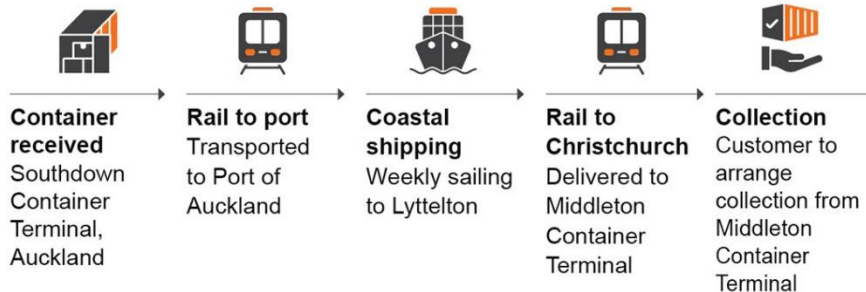 Container
received
Southdown
Container
Terminal,
Auckland
Rail to port
Transported
to Port of
Auckland
Coastal
shipping
Weekly sailing
to Lyttelton
Rail to
Christchurch
Delivered to
Middleton
Container
Terminal
Collection
Customer to
arrange
collection from
Middleton
Container
Terminal